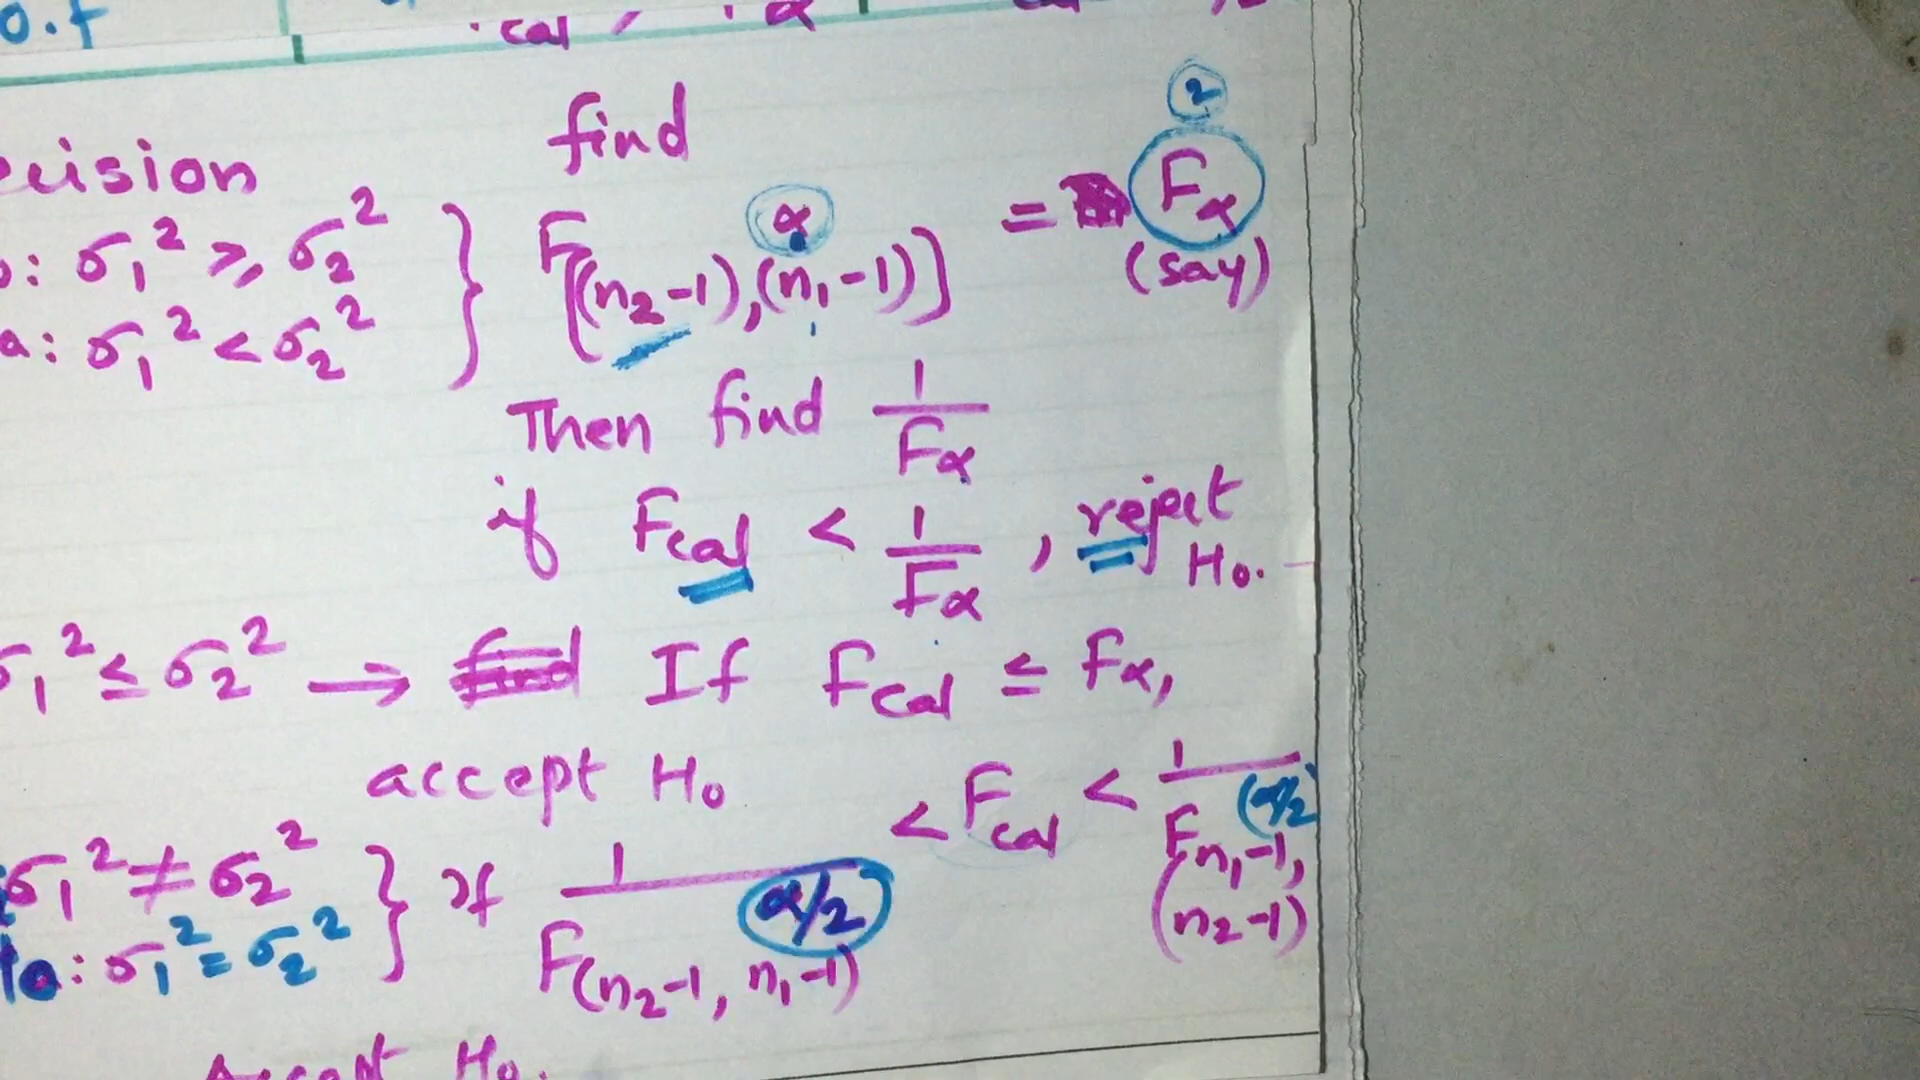 find
F[(n₂-1),(n₁-1)] α = Fα
2
(say)
σ₁² ≥ σ₂²
a: σ₁² < σ₂²
Then find 1/Fα
if Fcal < 1/Fα, reject H₀.
σ₁² ≤ σ₂² → If Fcal ≤ Fα,
accept H₀
σ₁² ≠ σ₂² } If 1/F(n₂-1, n₁-1) α/2 < Fcal < 1/F(n₁-1, n₂-1) (α/2
a: σ₁² = σ₂²
Accept H₀.